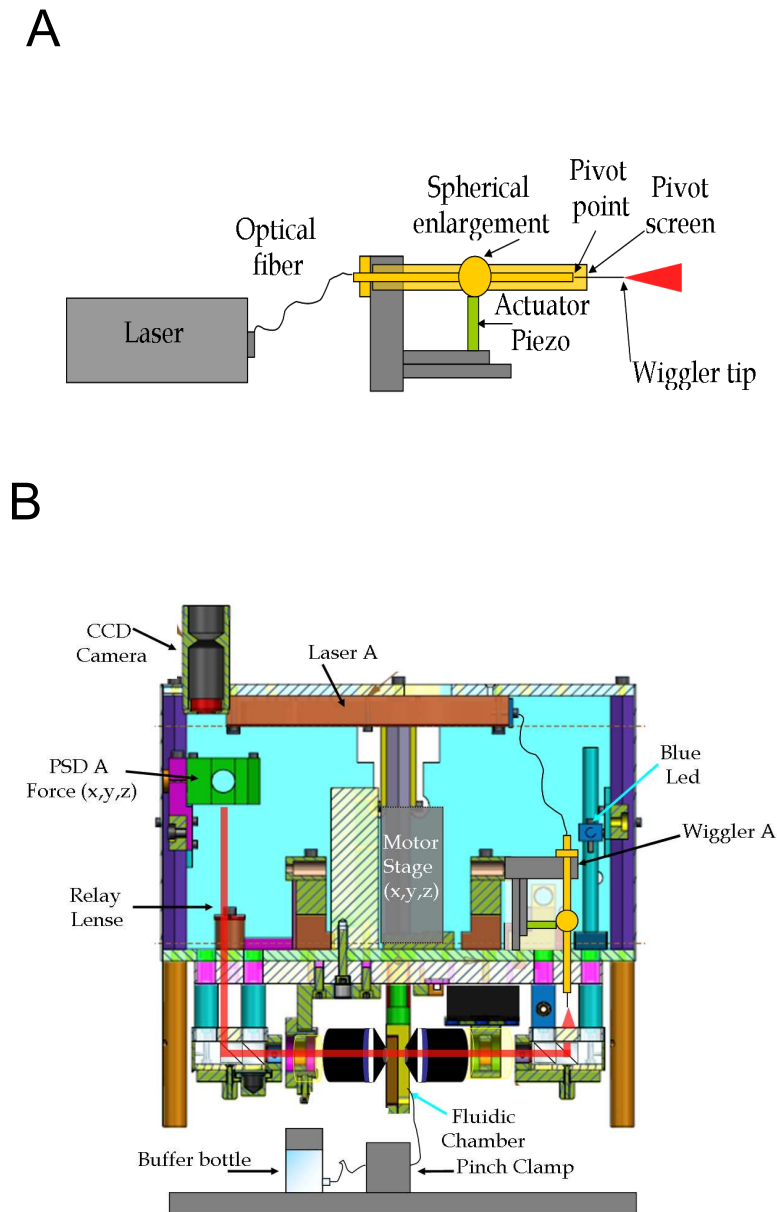 A
Spherical
enlargement
Pivot
point
Pivot
screen
Optical
fiber
Laser
Actuator
Piezo
Wiggler tip
B
CCD
Camera
Laser A
PSD A
Force (x,y,z)
Blue
Led
Wiggler A
Motor
Stage
(x,y,z)
Relay
Lense
Fluidic
Chamber
Buffer bottle
Pinch Clamp